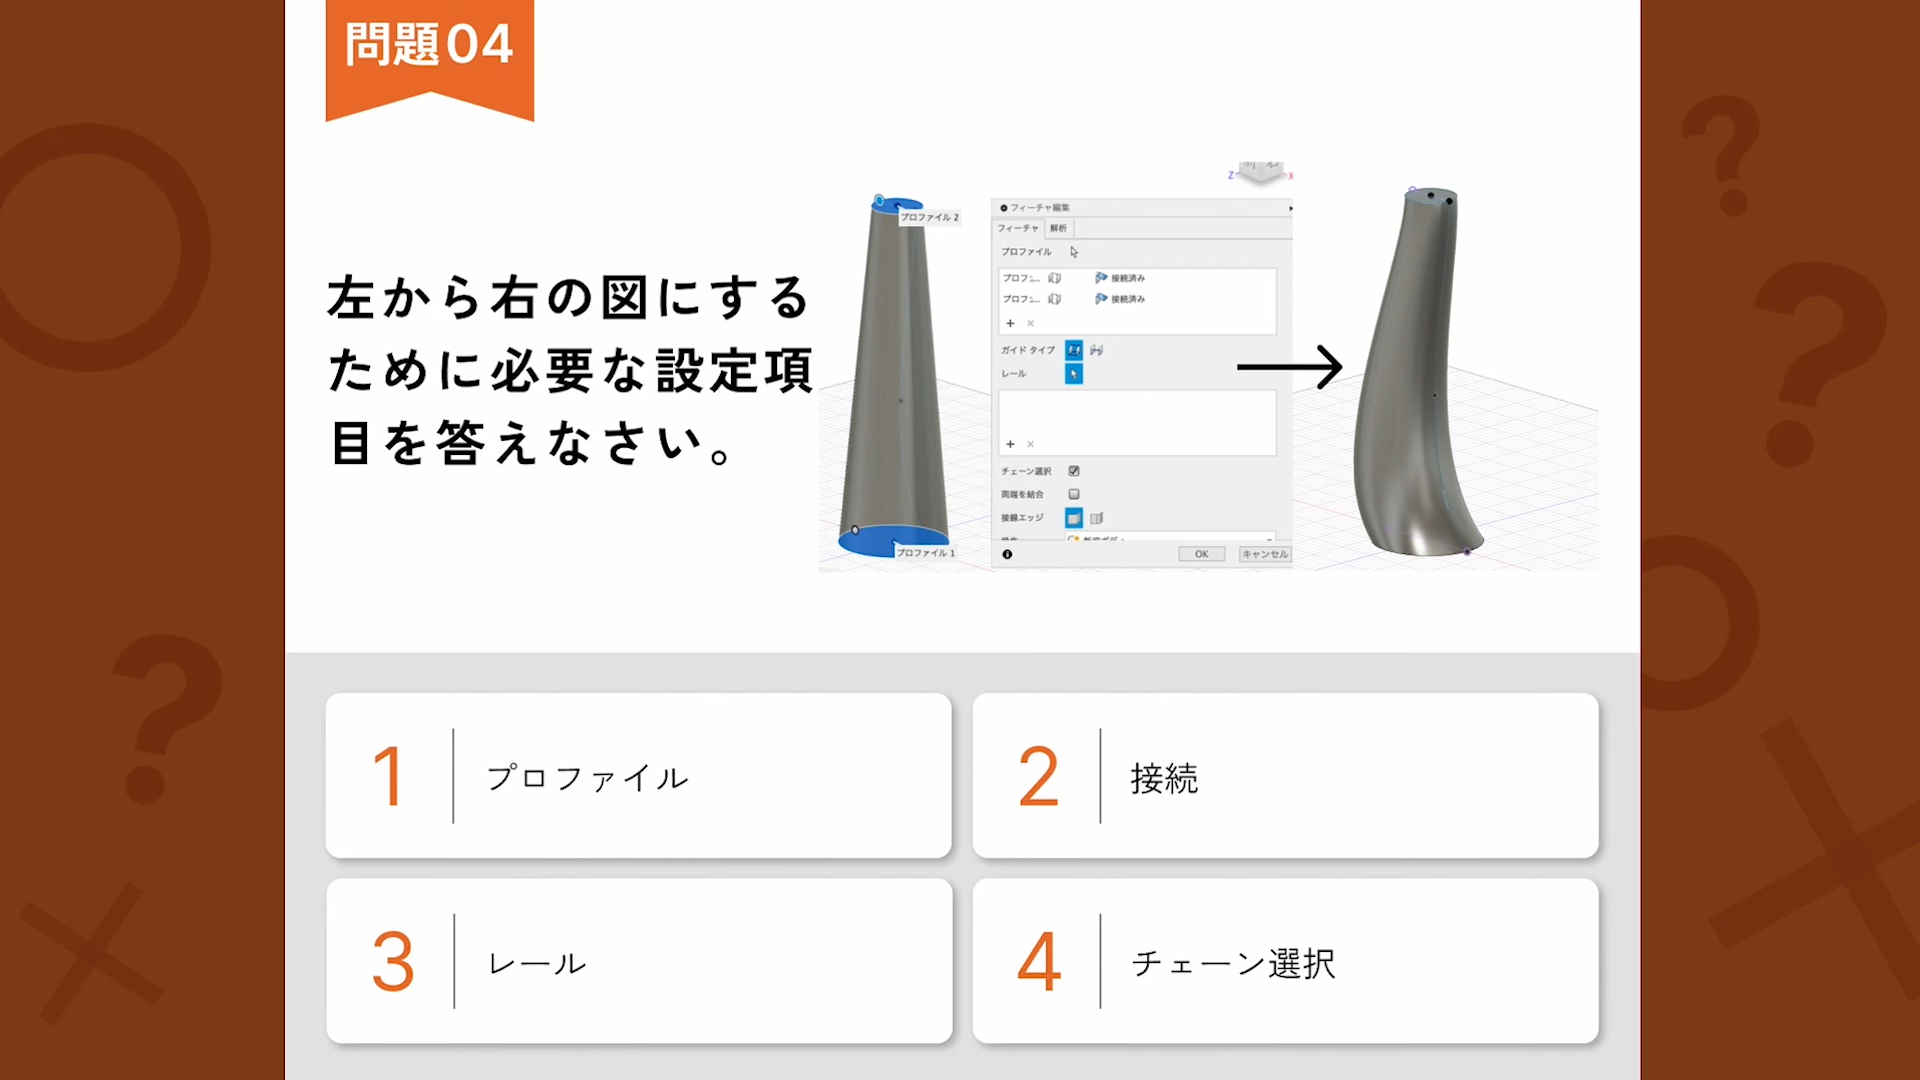 問題04
左から右の図にする
ために必要な設定項
目を答えなさい。
プロファイル 2
プロファイル 1
Z
X
フィーチャ編集
フィーチャ
解析
プロファイル
プロフ... 接続済み
プロフ... 接続済み
ガイド タイプ
レール
チェーン選択
両端を結合
接線エッジ
OK
キャンセル
1 プロファイル
2 接続
3 レール
4 チェーン選択